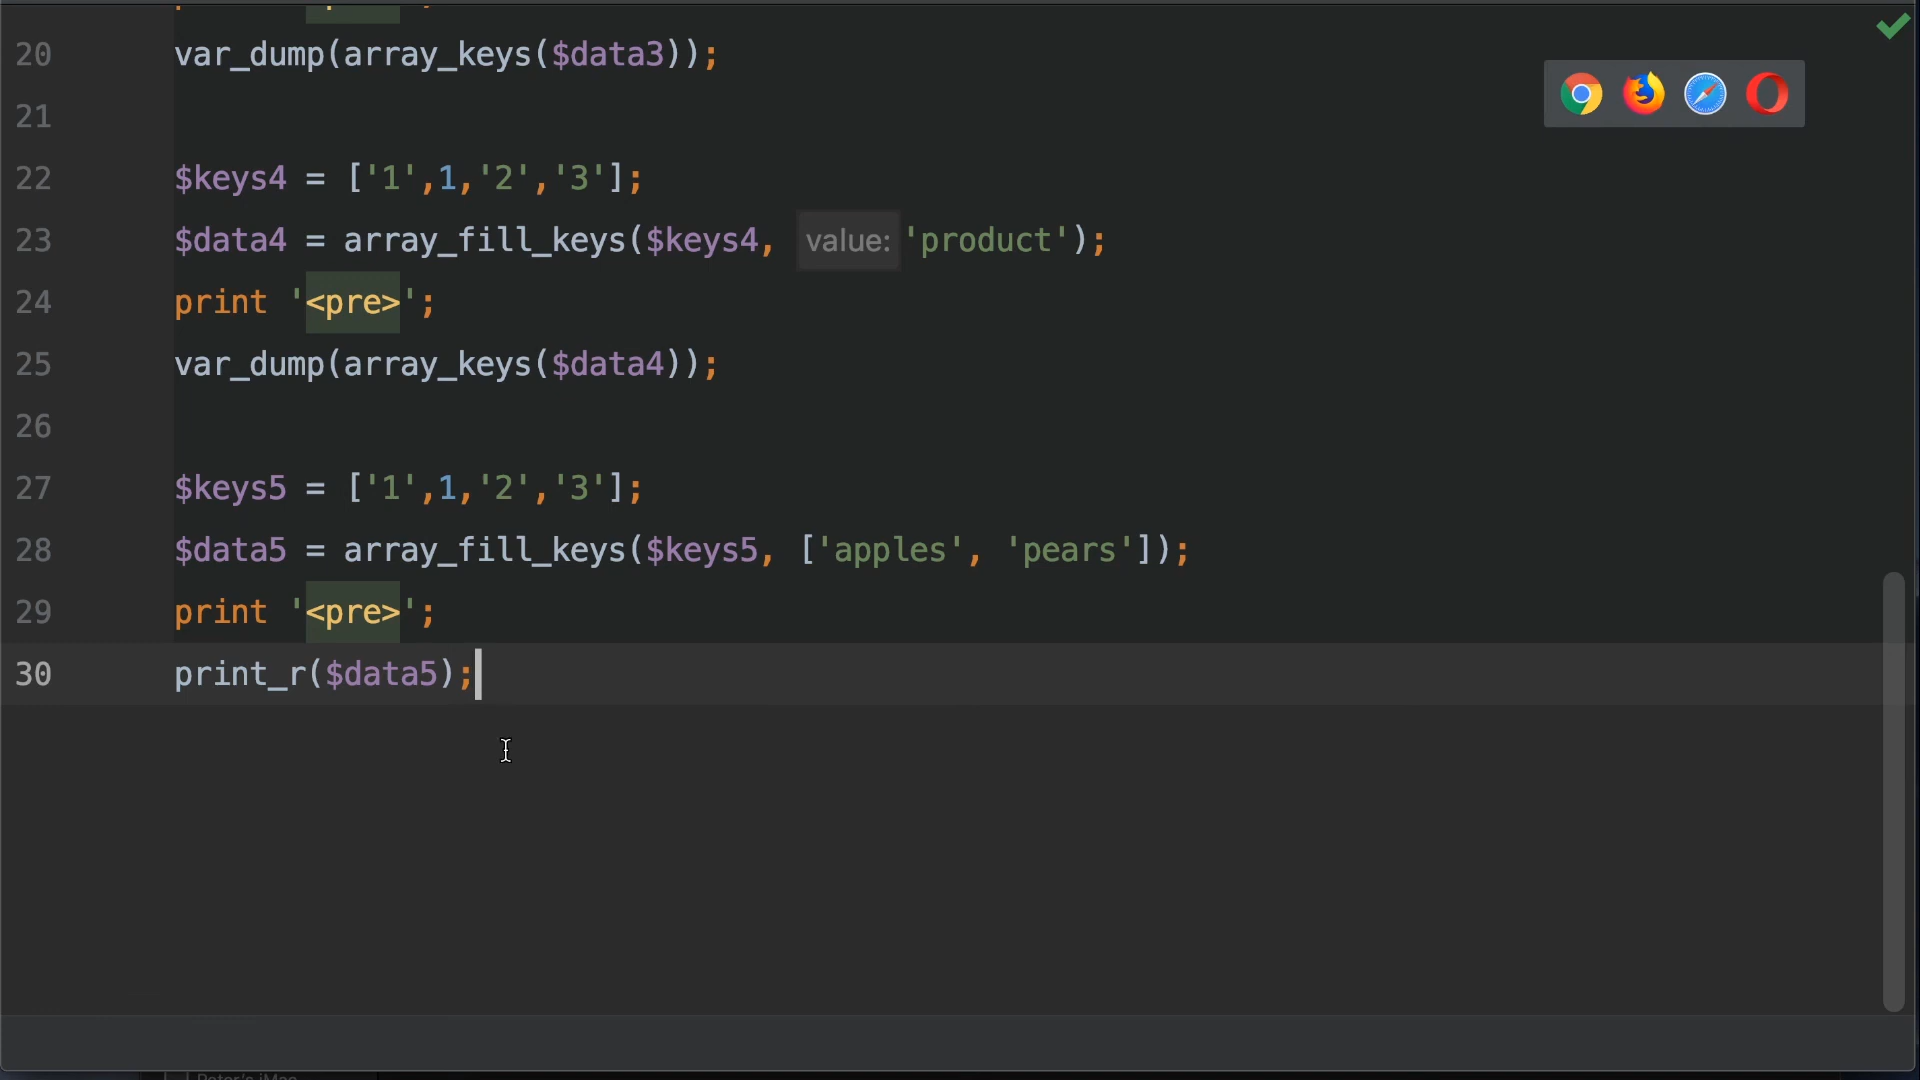 20 var_dump(array_keys($data3));
21
22 $keys4 = ['1',1,'2','3'];
23 $data4 = array_fill_keys($keys4, value: 'product');
24 print '<pre>';
25 var_dump(array_keys($data4));
26
27 $keys5 = ['1',1,'2','3'];
28 $data5 = array_fill_keys($keys5, ['apples', 'pears']);
29 print '<pre>';
30 print_r($data5);